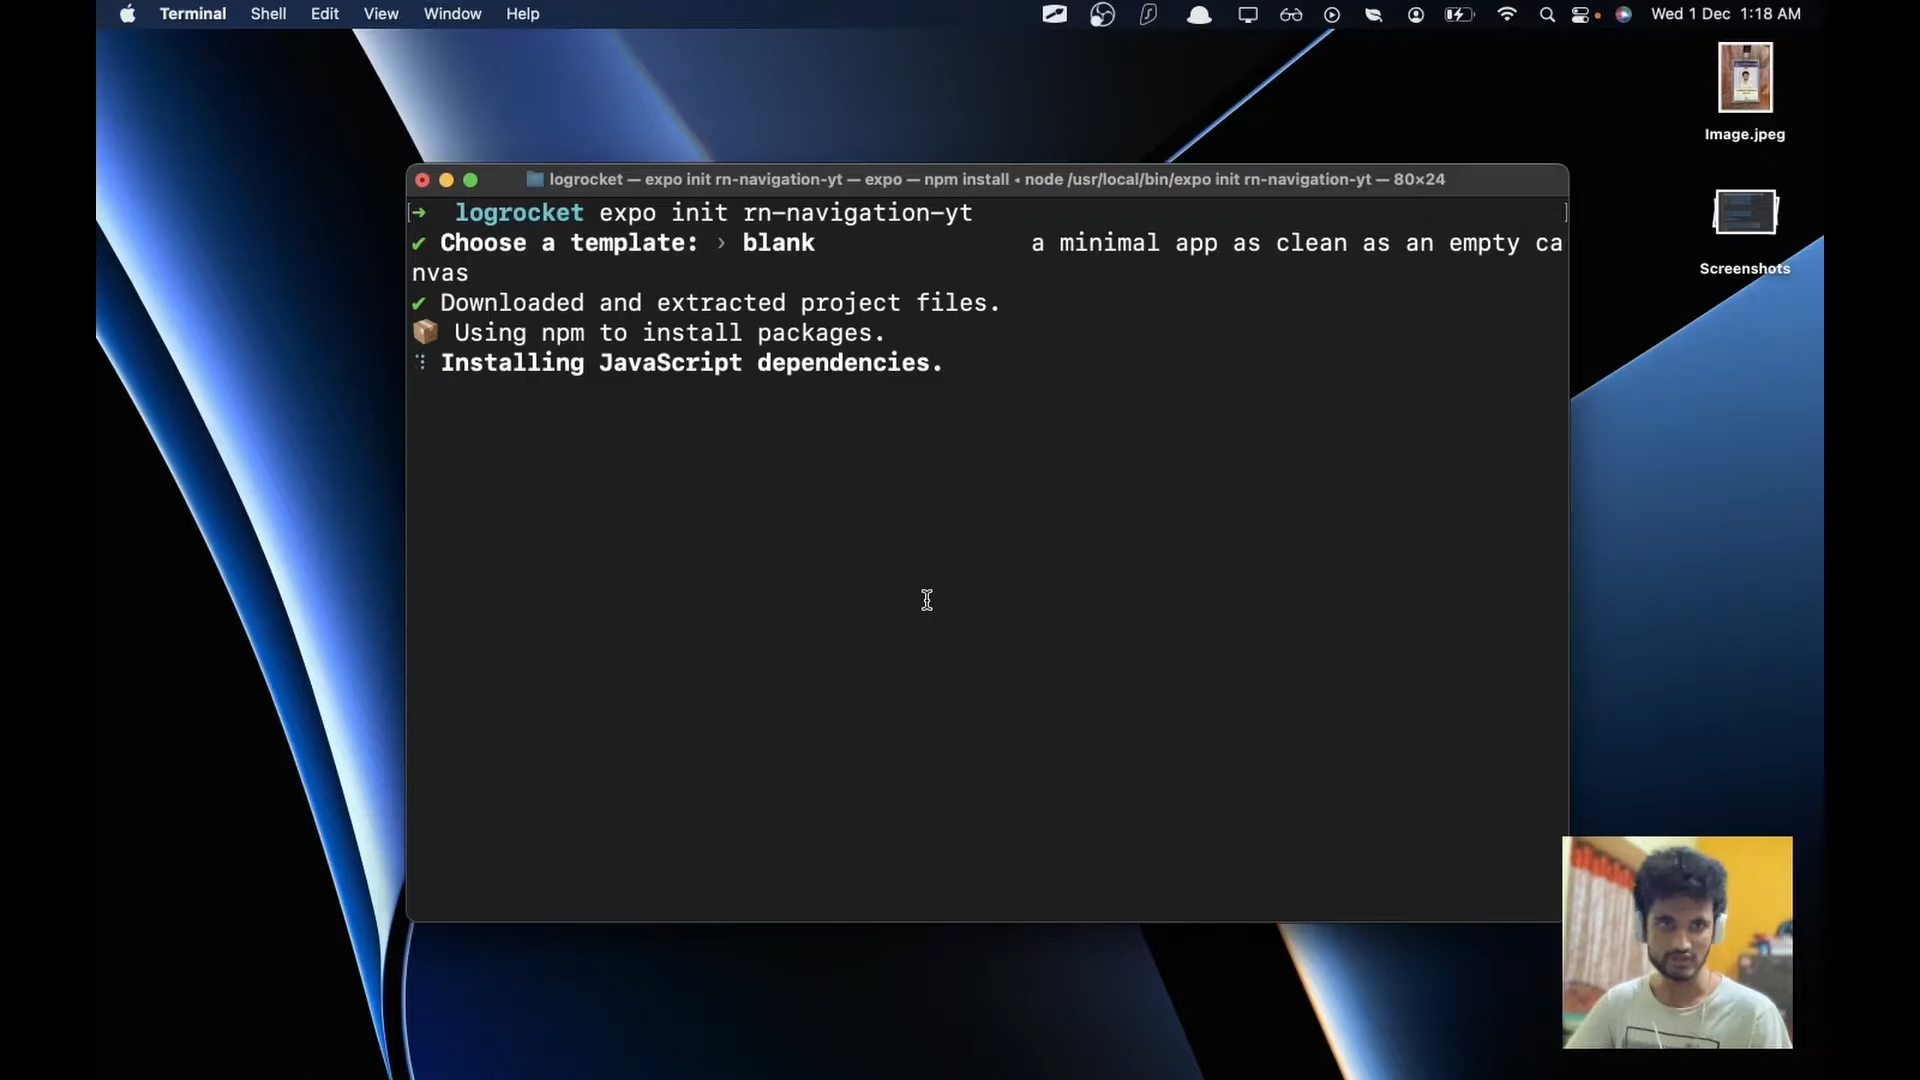 Terminal Shell Edit View Window Help Wed 1 Dec 1:18 AM
Image.jpeg
Screenshots
logrocket — expo init rn-navigation-yt — expo — npm install ◂ node /usr/local/bin/expo init rn-navigation-yt — 80×24
➜ logrocket expo init rn-navigation-yt
✔ Choose a template: › blank a minimal app as clean as an empty ca
nvas
✔ Downloaded and extracted project files.
📦 Using npm to install packages.
⠸ Installing JavaScript dependencies.